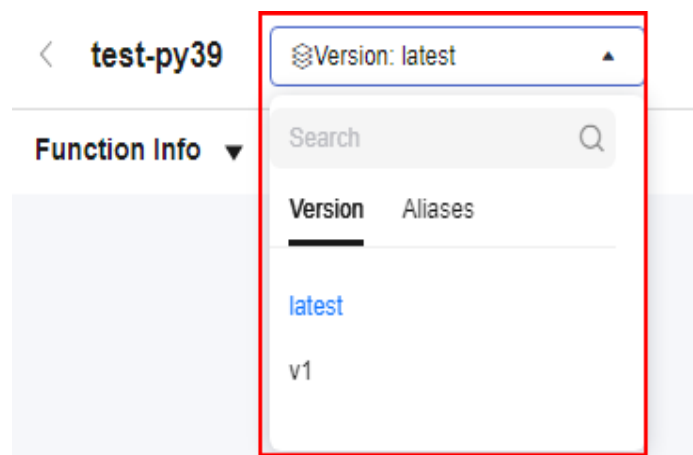 test-py39
Version: latest
Function Info
Search
Version Aliases
latest
v1